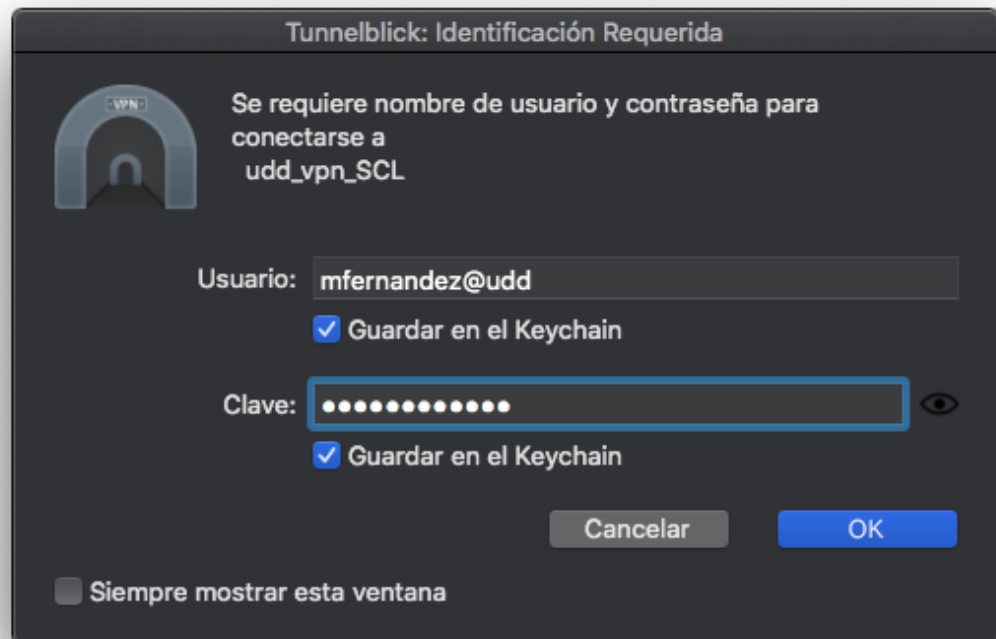 Tunnelblick: Identificación Requerida
VPN
Se requiere nombre de usuario y contraseña para
conectarse a
udd_vpn_SCL
Usuario: mfernandez@udd
Guardar en el Keychain
Clave: ••••••••••••
Guardar en el Keychain
Cancelar OK
Siempre mostrar esta ventana